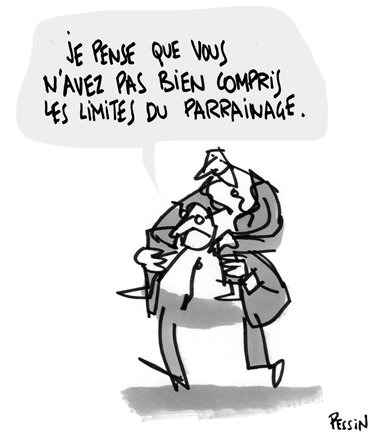 JE PENSE QUE VOUS
N'AVEZ PAS BIEN COMPRIS
LES LIMITES DU PARRAINAGE.
PESSIN